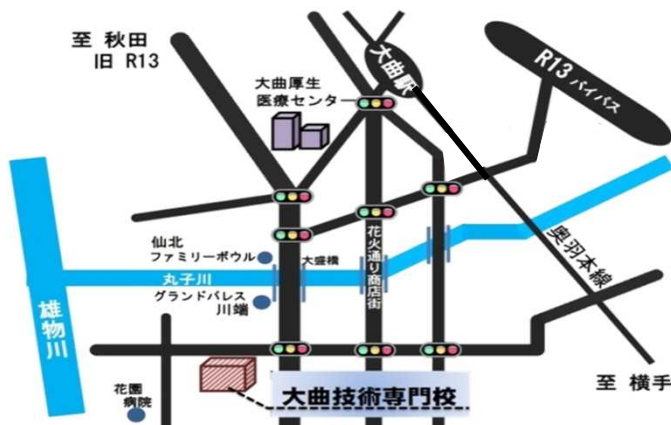 至 秋田
旧 R13
大曲厚生
医療センター
大曲駅
R13 バイパス
仙北
ファミリーボウル
大盛橋
丸子川
グランドパレス
川端
花火通り商店街
奥羽本線
雄物川
花園
病院
大曲技術専門校
至 横手